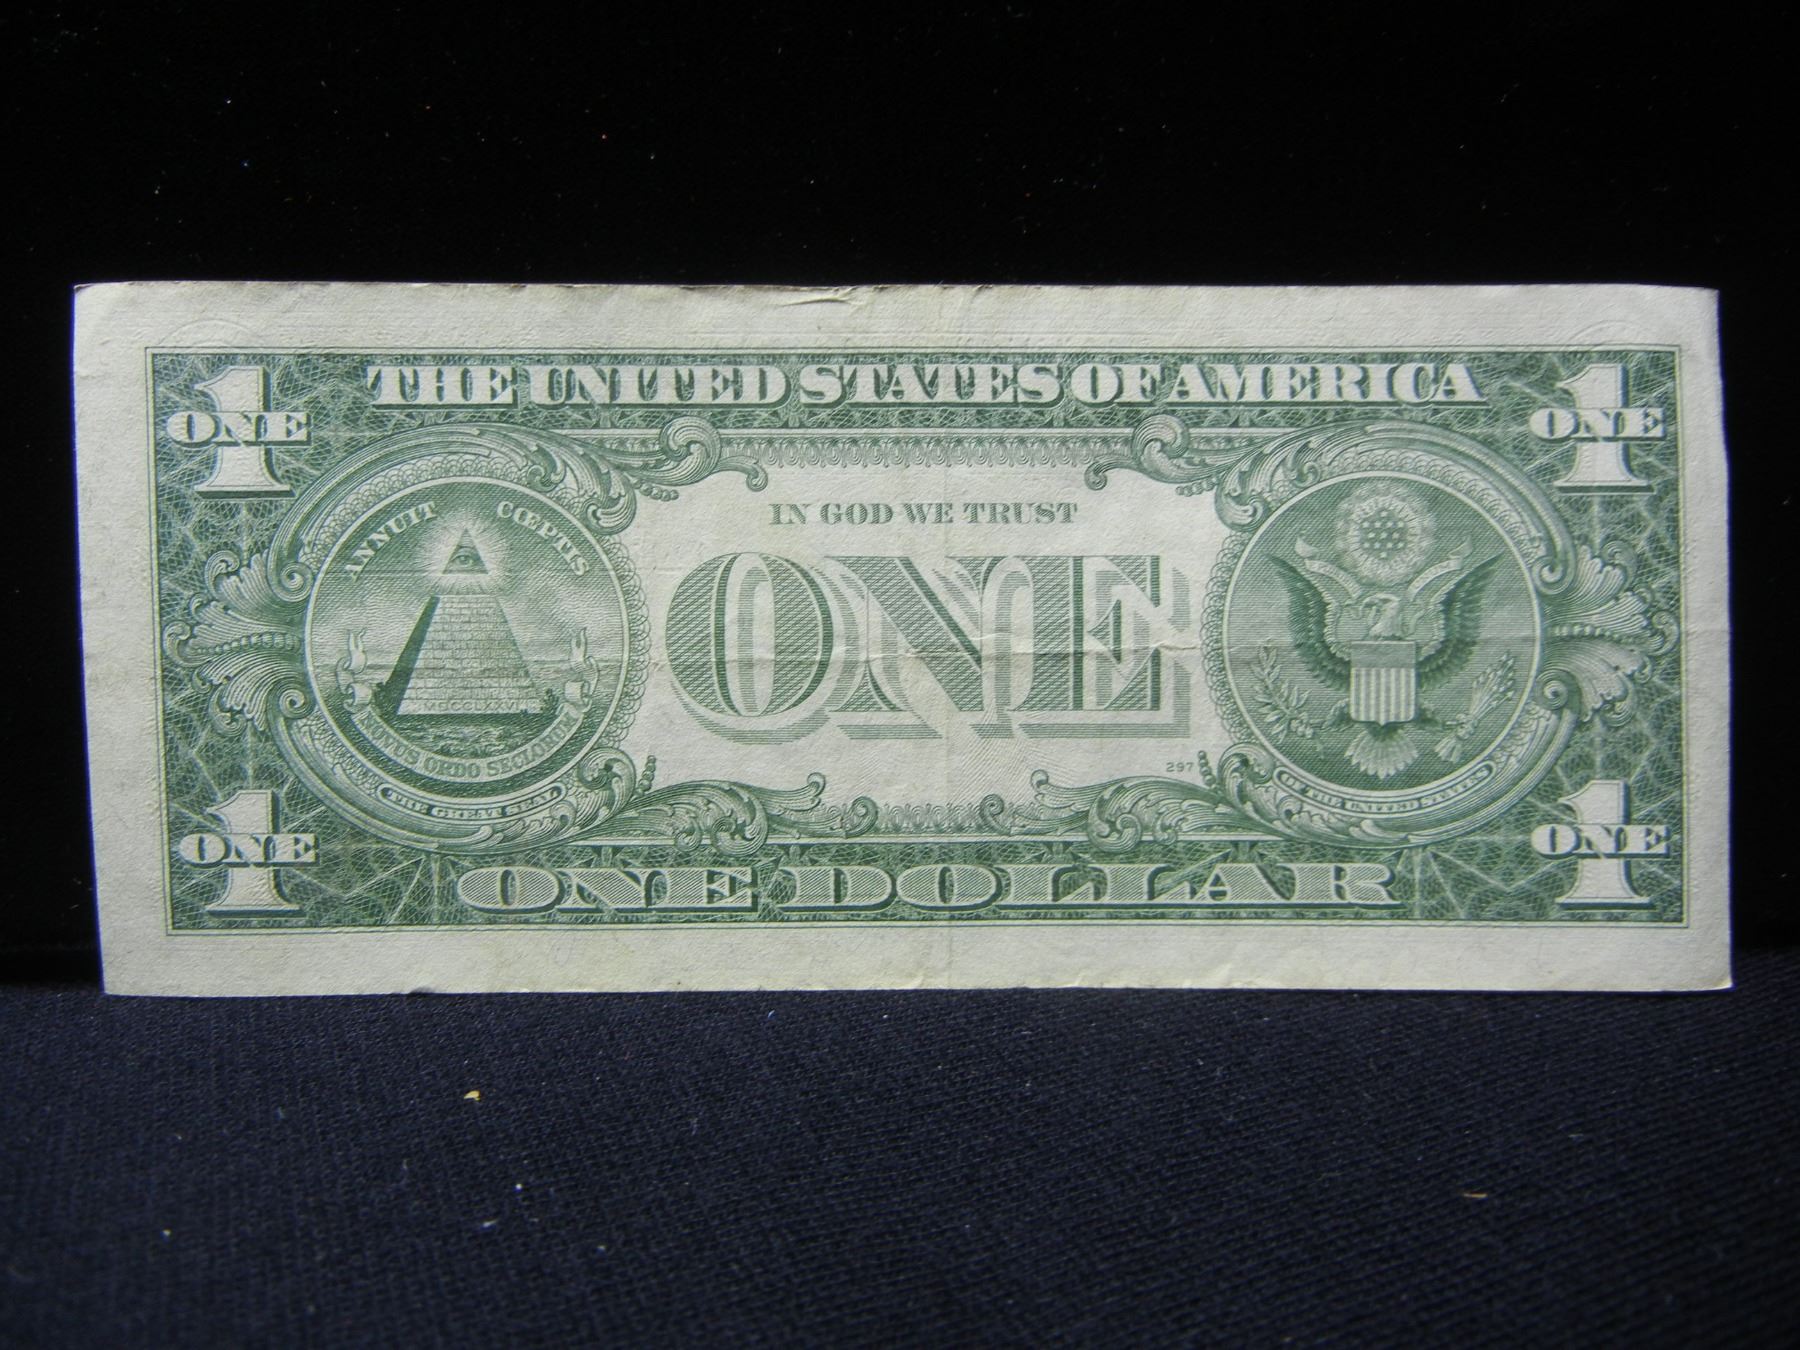 THE UNITED STATES OF AMERICA
1
ONE
1
ONE
ANNUIT CŒPTIS
IN GOD WE TRUST
ONE
MDCCLXXVI
NOVUS ORDO SECLORUM
297
THE GREAT SEAL
OF THE UNITED STATES
1
ONE
1
ONE
ONE DOLLAR